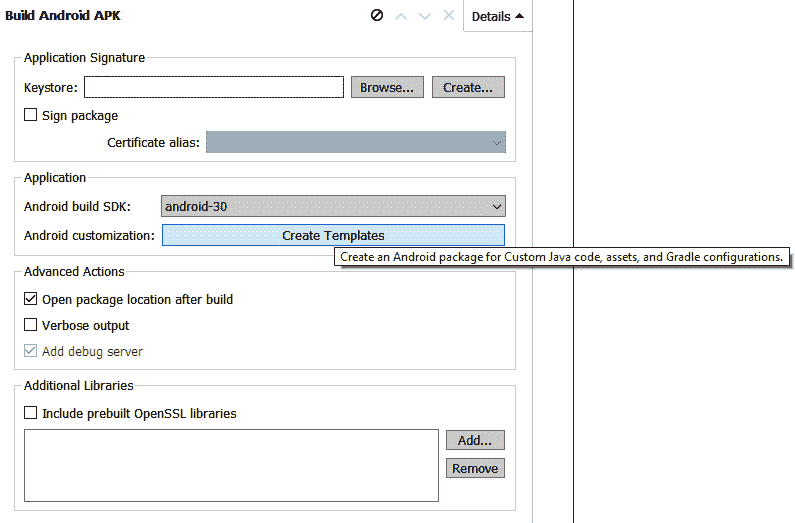 Build Android APK
Details
Application Signature
Keystore:
Browse...
Create...
Sign package
Certificate alias:
Application
Android build SDK:
android-30
Android customization:
Create Templates
Create an Android package for Custom Java code, assets, and Gradle configurations.
Advanced Actions
Open package location after build
Verbose output
Add debug server
Additional Libraries
Include prebuilt OpenSSL libraries
Add...
Remove